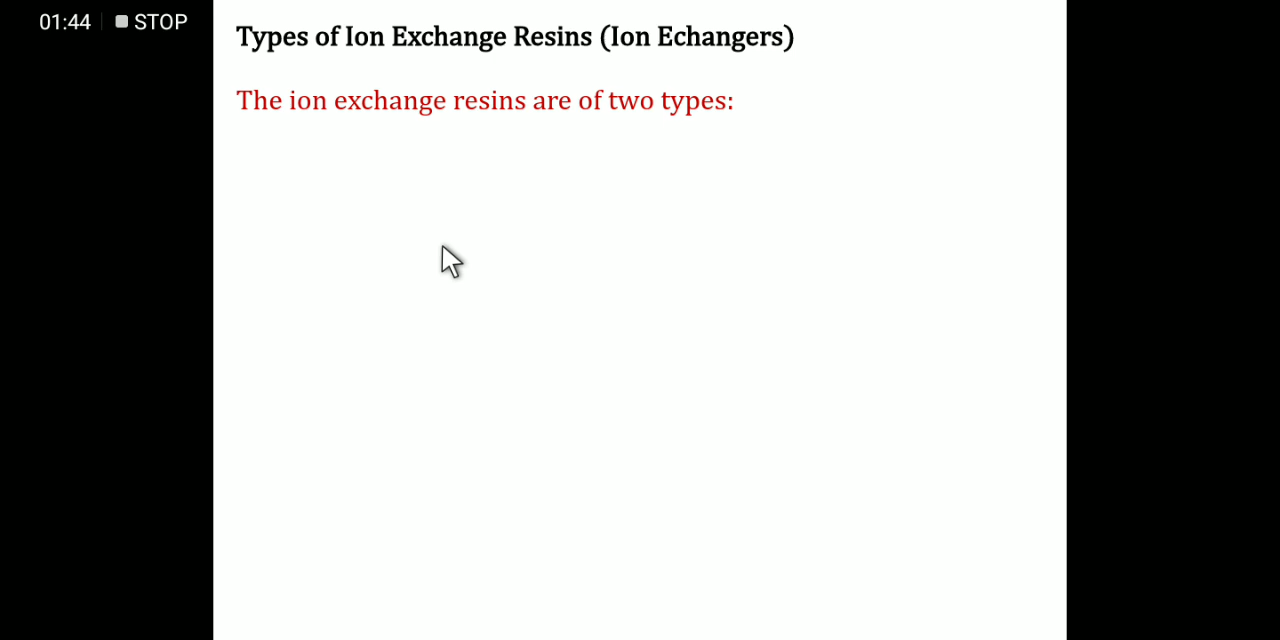 01:44 STOP
Types of Ion Exchange Resins (Ion Echangers)
The ion exchange resins are of two types: